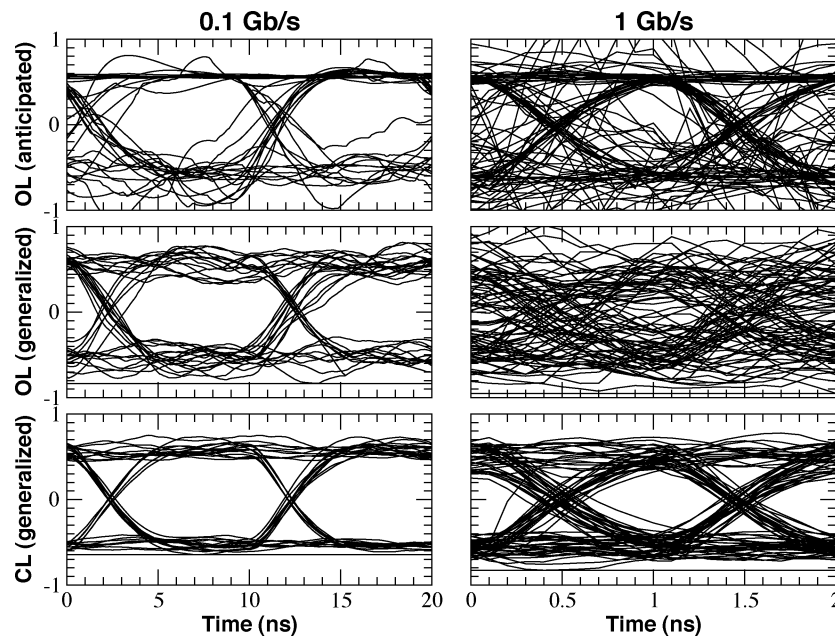 0.1 Gb/s
1 Gb/s
OL (anticipated)
1
0
-1
OL (generalized)
1
0
-1
CL (generalized)
1
0
-1
0 5 10 15 20
Time (ns)
0 0.5 1 1.5 2
Time (ns)